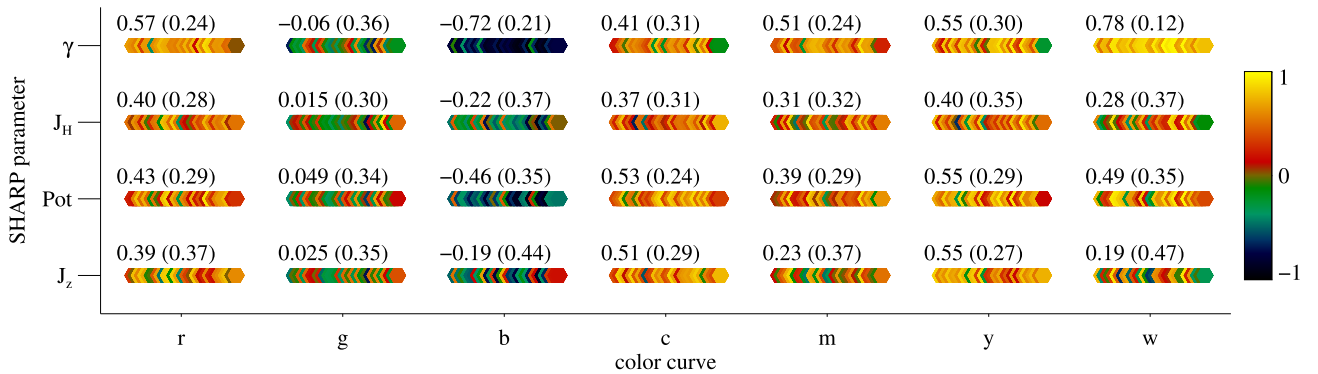 γ 0.57 (0.24) −0.06 (0.36) −0.72 (0.21) 0.41 (0.31) 0.51 (0.24) 0.55 (0.30) 0.78 (0.12)
J_H 0.40 (0.28) 0.015 (0.30) −0.22 (0.37) 0.37 (0.31) 0.31 (0.32) 0.40 (0.35) 0.28 (0.37)
Pot 0.43 (0.29) 0.049 (0.34) −0.46 (0.35) 0.53 (0.24) 0.39 (0.29) 0.55 (0.29) 0.49 (0.35)
J_z 0.39 (0.37) 0.025 (0.35) −0.19 (0.44) 0.51 (0.29) 0.23 (0.37) 0.55 (0.27) 0.19 (0.47)
SHARP parameter
r g b c m y w
color curve
1
0
−1